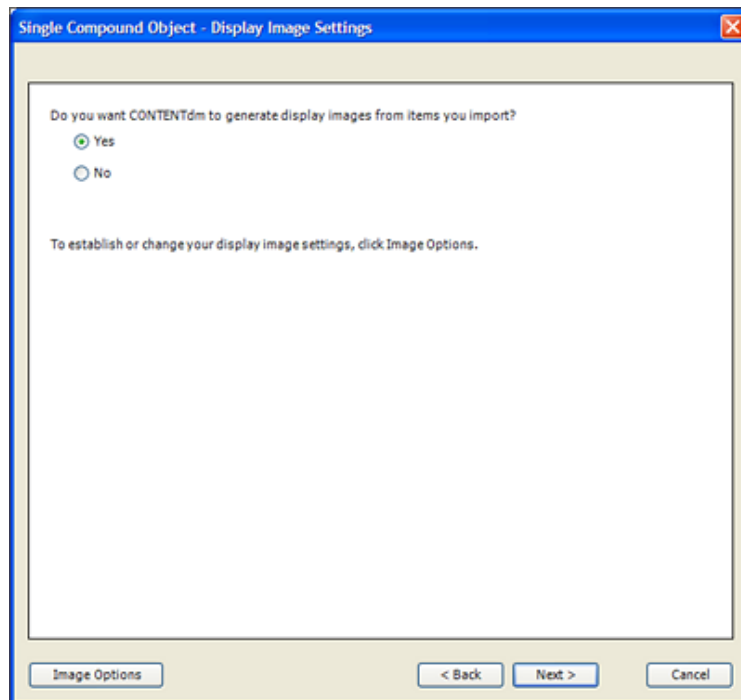 Single Compound Object - Display Image Settings
Do you want CONTENTdm to generate display images from items you import?
Yes
No
To establish or change your display image settings, click Image Options.
Image Options
< Back
Next >
Cancel